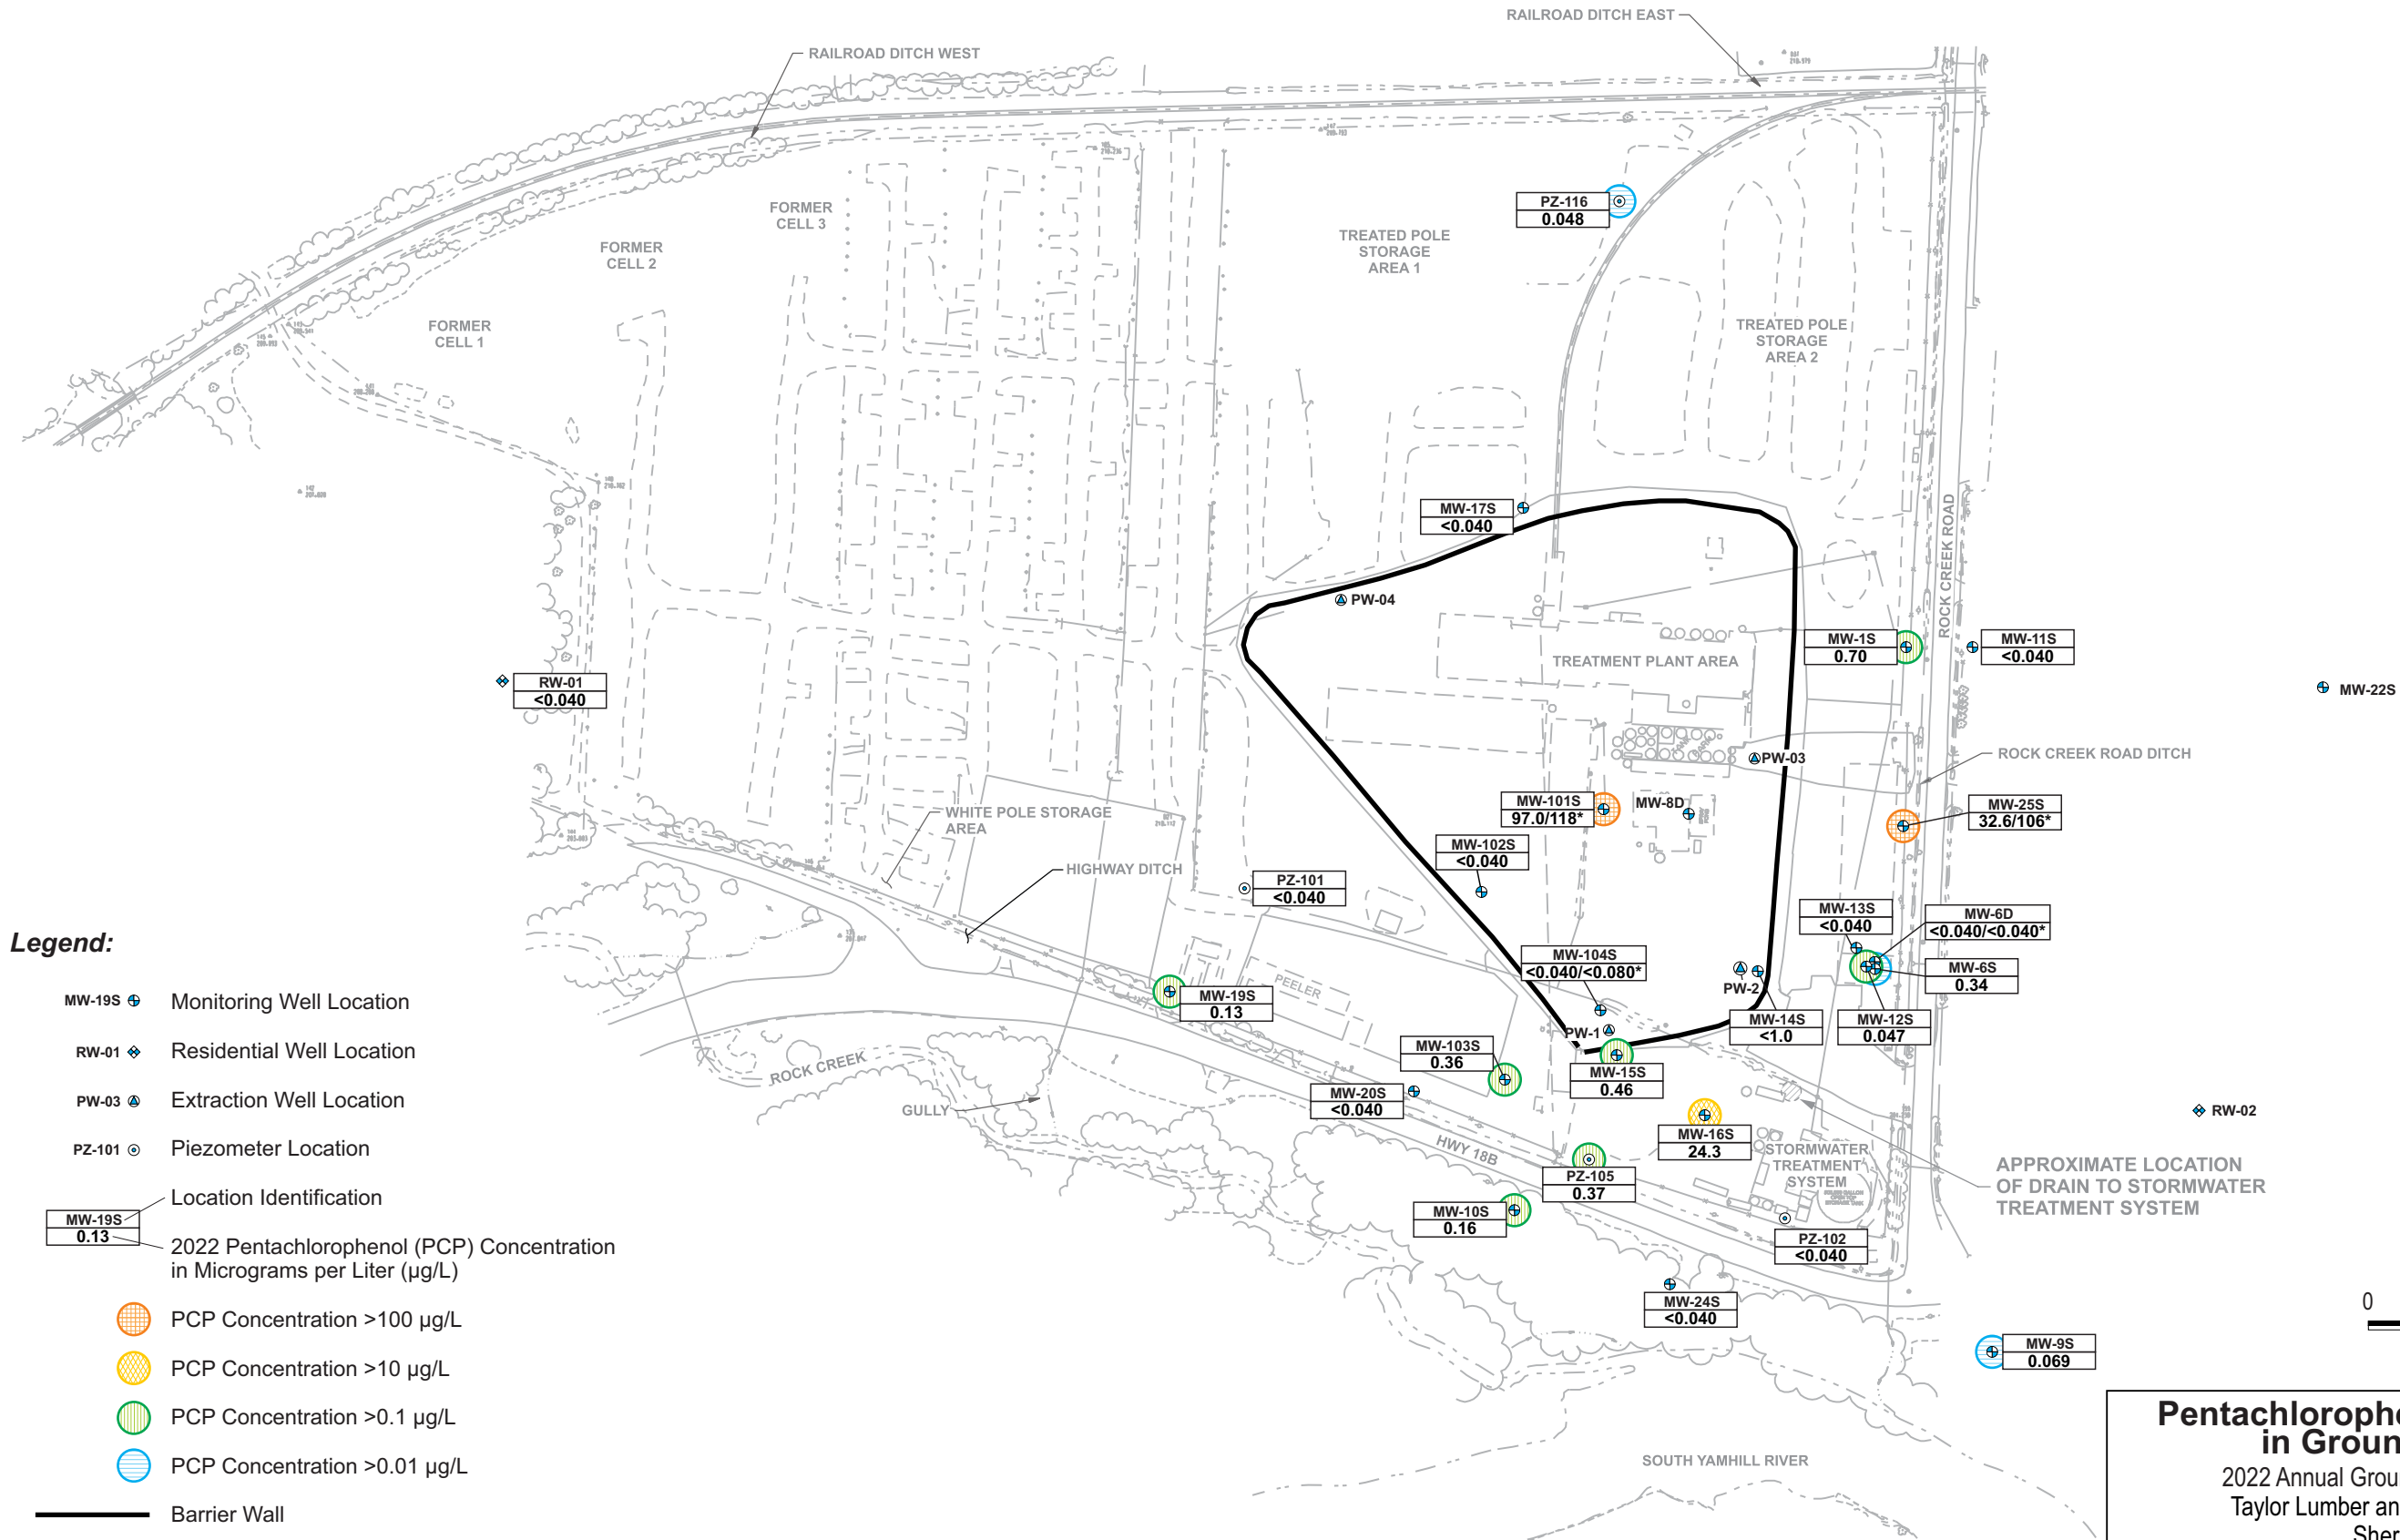 RAILROAD DITCH EAST
RAILROAD DITCH WEST
FORMER
CELL 3
FORMER
CELL 2
FORMER
CELL 1
PZ-116
0.048
TREATED POLE
STORAGE
AREA 1
TREATED POLE
STORAGE
AREA 2
ROCK CREEK ROAD
MW-17S
<0.040
PW-04
MW-1S
0.70
MW-11S
<0.040
TREATMENT PLANT AREA
RW-01
<0.040
MW-22S
PW-03
ROCK CREEK ROAD DITCH
MW-101S
97.0/118*
MW-8D
MW-25S
32.6/106*
WHITE POLE STORAGE
AREA
MW-102S
<0.040
HIGHWAY DITCH
PZ-101
<0.040
MW-13S
<0.040
MW-6D
<0.040/<0.040*
MW-104S
<0.040/<0.080*
MW-6S
0.34
PEELER
PW-2
MW-19S
0.13
MW-14S
<1.0
MW-12S
0.047
PW-1
MW-103S
0.36
MW-15S
0.46
ROCK CREEK
MW-20S
<0.040
GULLY
RW-02
HWY 18B
MW-16S
24.3
STORMWATER
TREATMENT
SYSTEM
APPROXIMATE LOCATION
OF DRAIN TO STORMWATER
TREATMENT SYSTEM
PZ-105
0.37
MW-10S
0.16
PZ-102
<0.040
MW-24S
<0.040
MW-9S
0.069
SOUTH YAMHILL RIVER
Legend:
MW-19S Monitoring Well Location
RW-01 Residential Well Location
PW-03 Extraction Well Location
PZ-101 Piezometer Location
Location Identification
MW-19S
0.13
2022 Pentachlorophenol (PCP) Concentration
in Micrograms per Liter (µg/L)
PCP Concentration >100 µg/L
PCP Concentration >10 µg/L
PCP Concentration >0.1 µg/L
PCP Concentration >0.01 µg/L
Barrier Wall
0
Pentachlorophe
in Groun
2022 Annual Grou
Taylor Lumber an
Sher